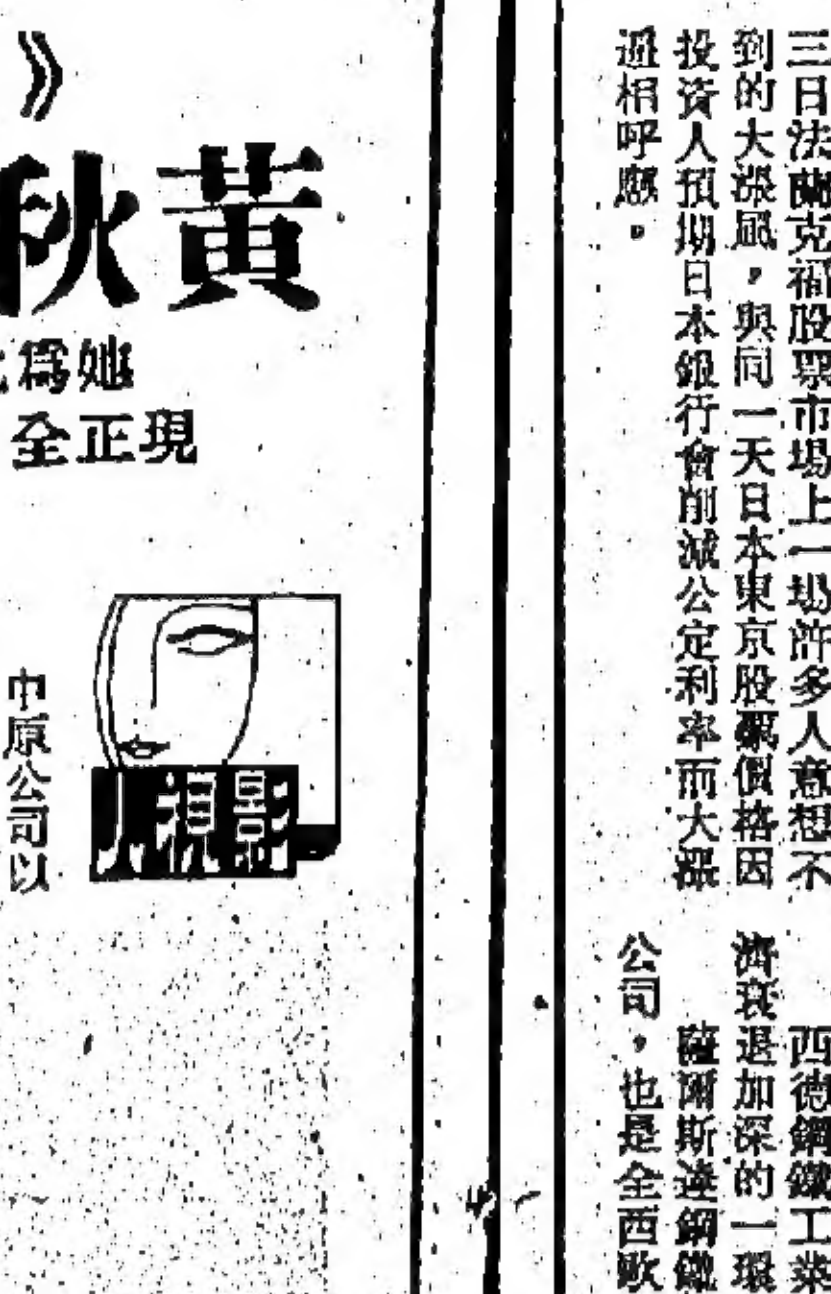 三日法蘭克福股票市場上一場許多人意想不
到的大漲風，與同一天日本東京股票價格因
投資人預期日本銀行會削減公定利率而大漲
遥相呼應。
西德鋼鐵工業
濟衰退加深的一環
薩爾斯達鋼鐵
公司，也是全西歐
》
黃秋
她為
現正全
影視
中原公司以